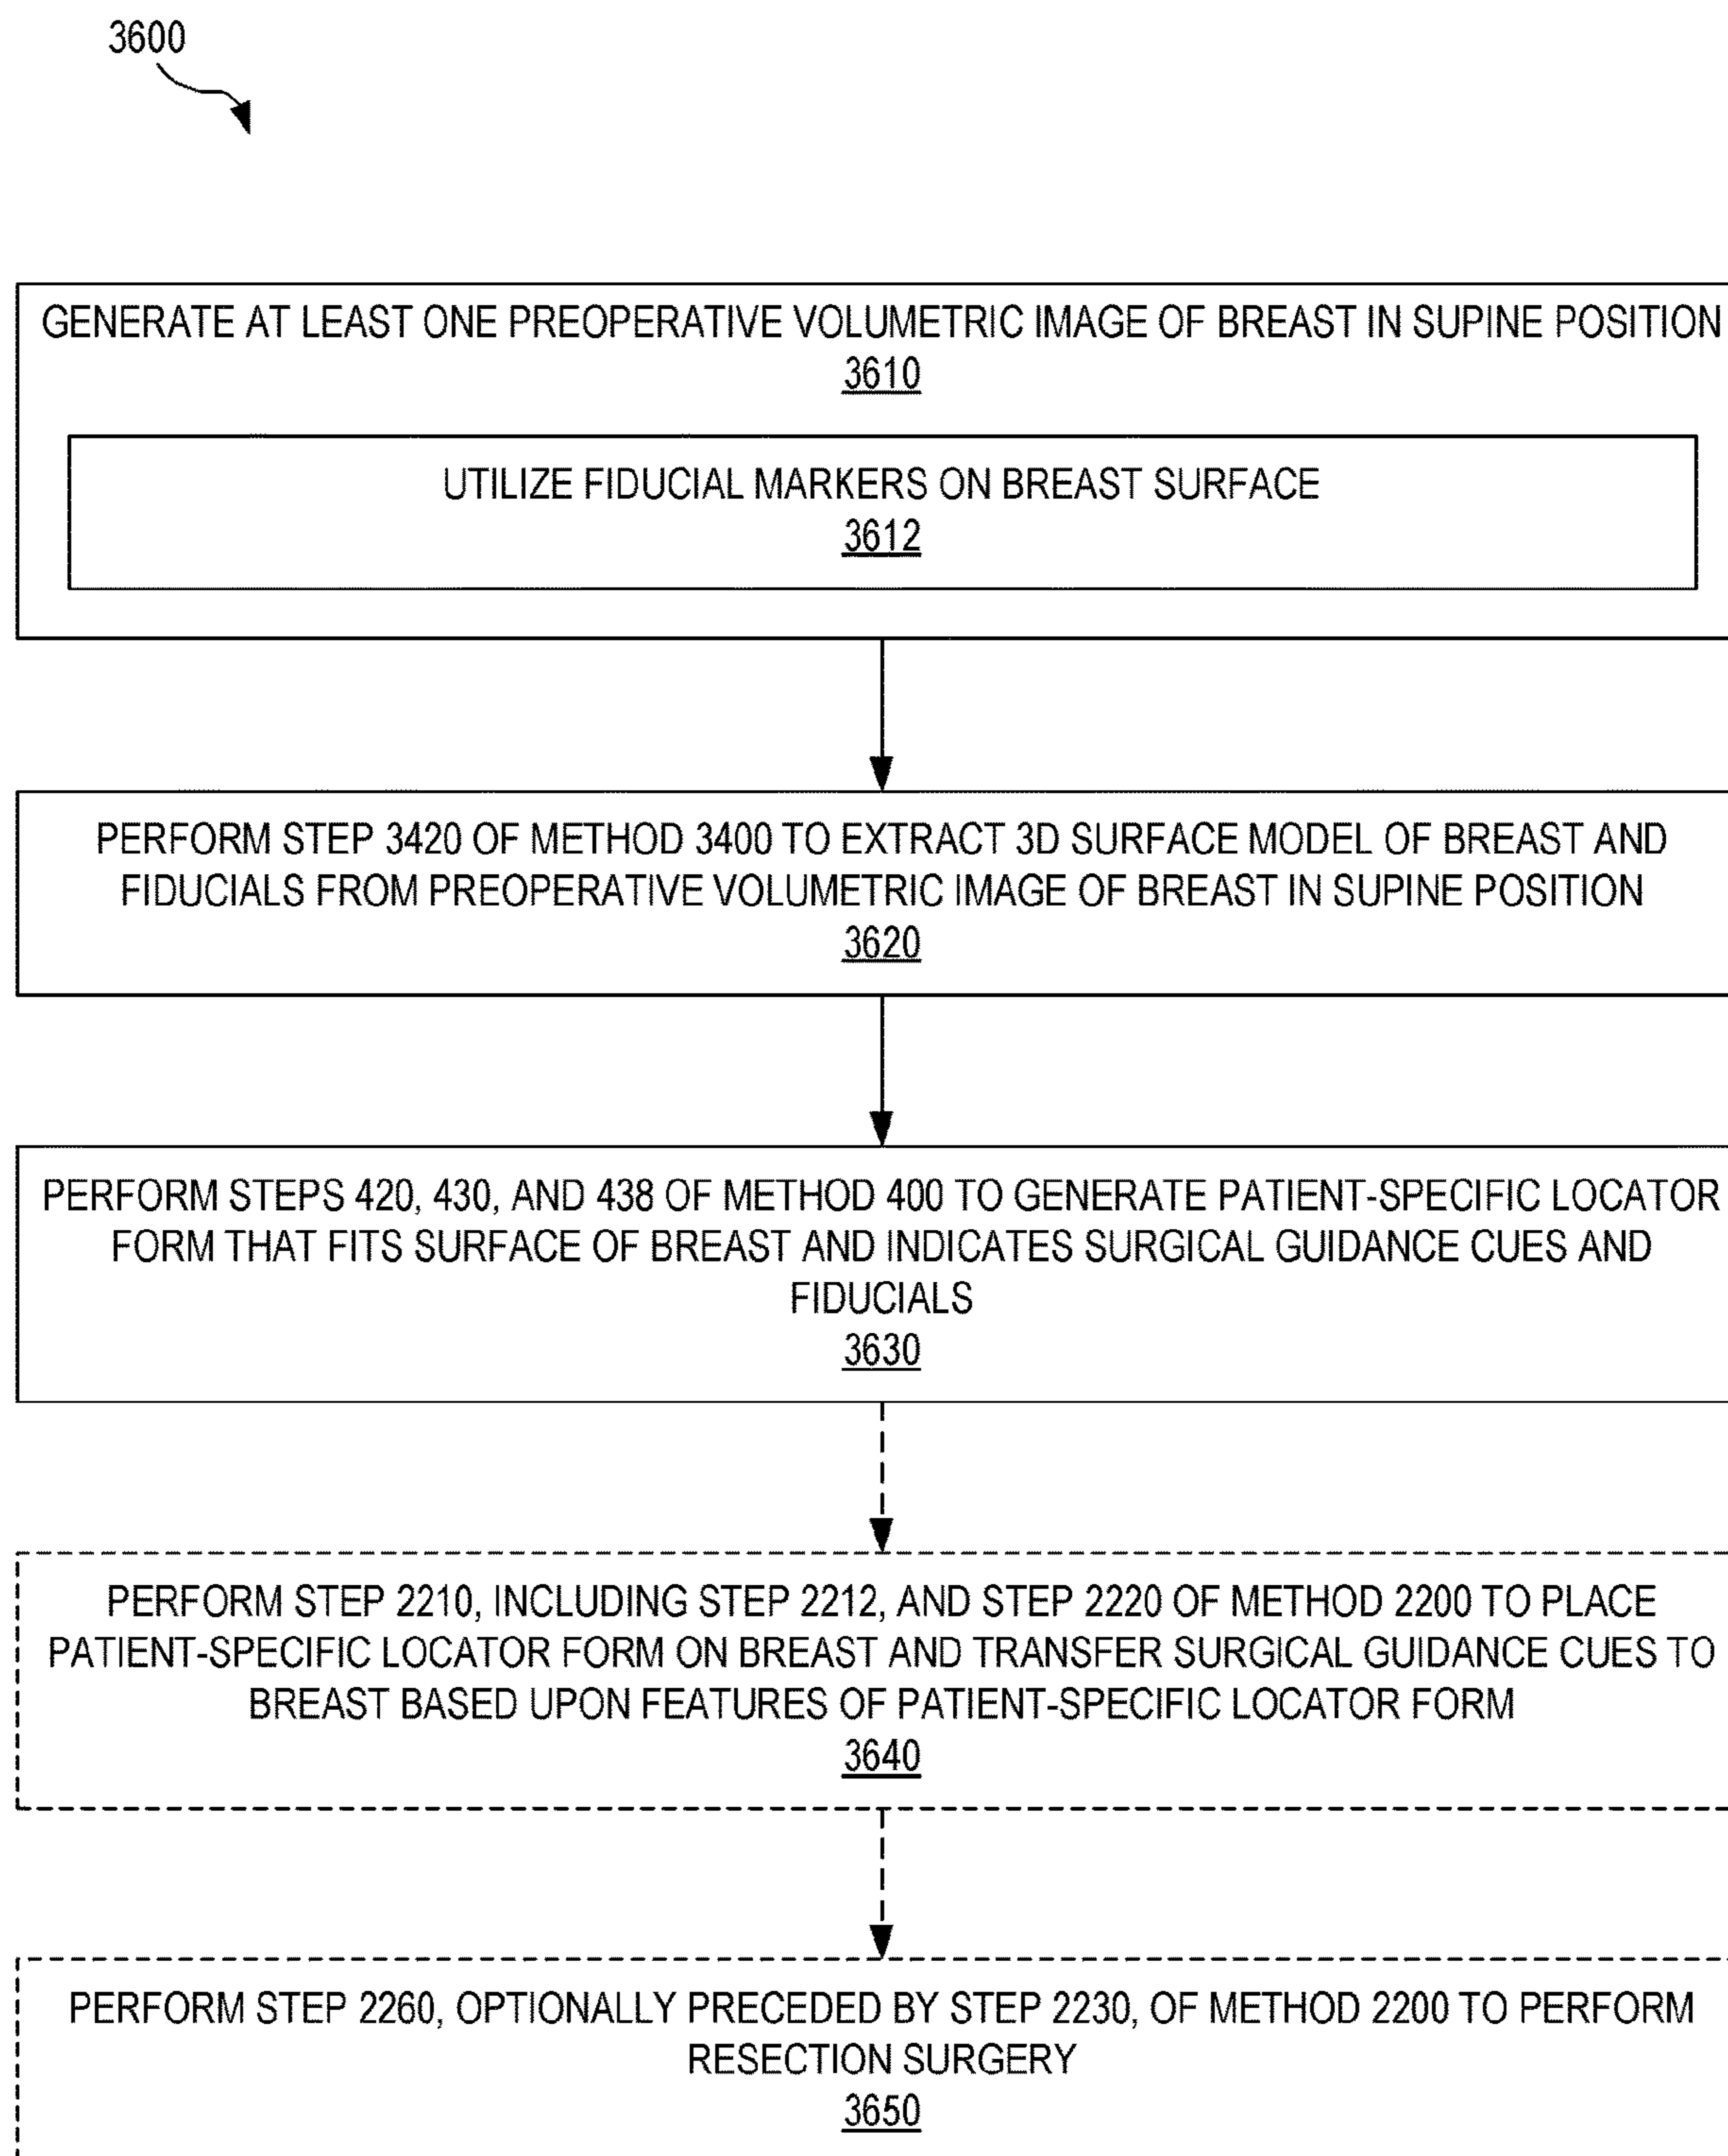 3600
GENERATE AT LEAST ONE PREOPERATIVE VOLUMETRIC IMAGE OF BREAST IN SUPINE POSITION
3610
UTILIZE FIDUCIAL MARKERS ON BREAST SURFACE
3612
PERFORM STEP 3420 OF METHOD 3400 TO EXTRACT 3D SURFACE MODEL OF BREAST AND
FIDUCIALS FROM PREOPERATIVE VOLUMETRIC IMAGE OF BREAST IN SUPINE POSITION
3620
PERFORM STEPS 420, 430, AND 438 OF METHOD 400 TO GENERATE PATIENT-SPECIFIC LOCATOR
FORM THAT FITS SURFACE OF BREAST AND INDICATES SURGICAL GUIDANCE CUES AND
FIDUCIALS
3630
PERFORM STEP 2210, INCLUDING STEP 2212, AND STEP 2220 OF METHOD 2200 TO PLACE
PATIENT-SPECIFIC LOCATOR FORM ON BREAST AND TRANSFER SURGICAL GUIDANCE CUES TO
BREAST BASED UPON FEATURES OF PATIENT-SPECIFIC LOCATOR FORM
3640
PERFORM STEP 2260, OPTIONALLY PRECEDED BY STEP 2230, OF METHOD 2200 TO PERFORM
RESECTION SURGERY
3650